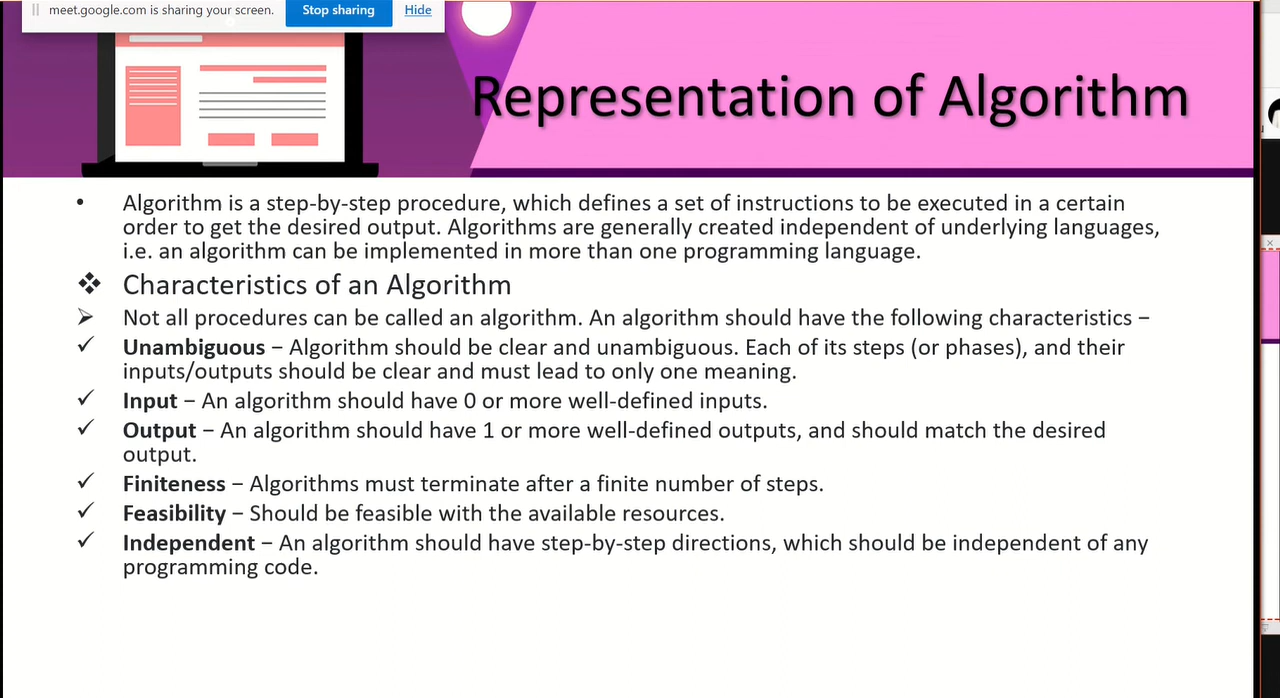 meet.google.com is sharing your screen. Stop sharing Hide
Representation of Algorithm
• Algorithm is a step-by-step procedure, which defines a set of instructions to be executed in a certain
order to get the desired output. Algorithms are generally created independent of underlying languages,
i.e. an algorithm can be implemented in more than one programming language.
❖ Characteristics of an Algorithm
➢ Not all procedures can be called an algorithm. An algorithm should have the following characteristics −
✓ Unambiguous − Algorithm should be clear and unambiguous. Each of its steps (or phases), and their
inputs/outputs should be clear and must lead to only one meaning.
✓ Input − An algorithm should have 0 or more well-defined inputs.
✓ Output − An algorithm should have 1 or more well-defined outputs, and should match the desired
output.
✓ Finiteness − Algorithms must terminate after a finite number of steps.
✓ Feasibility − Should be feasible with the available resources.
✓ Independent − An algorithm should have step-by-step directions, which should be independent of any
programming code.